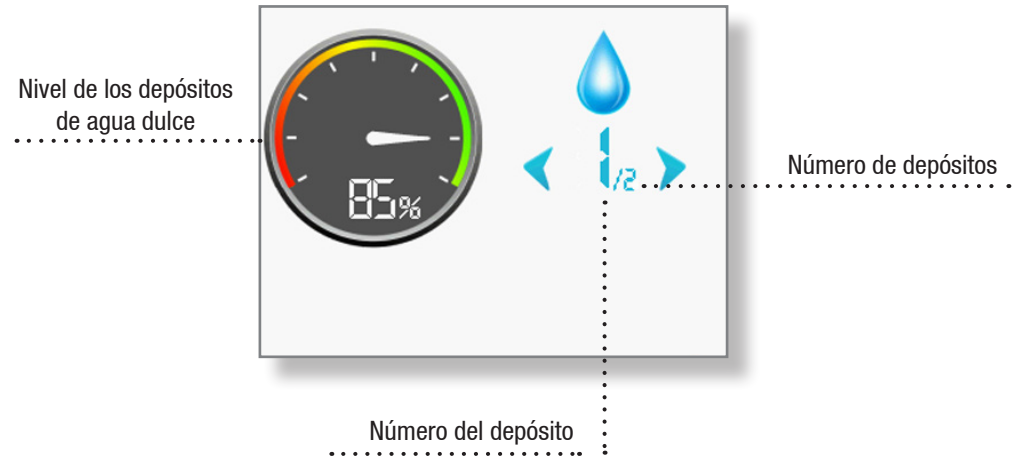 Nivel de los depósitos
de agua dulce
85%
1/2
Número de depósitos
Número del depósito